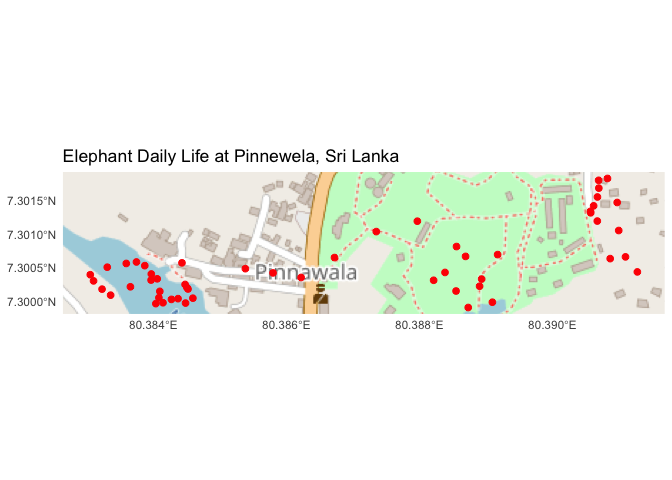 Elephant Daily Life at Pinnewela, Sri Lanka
7.3015°N
7.3010°N
7.3005°N
Pinnawala
7.3000°N
80.384°E 80.386°E 80.388°E 80.390°E